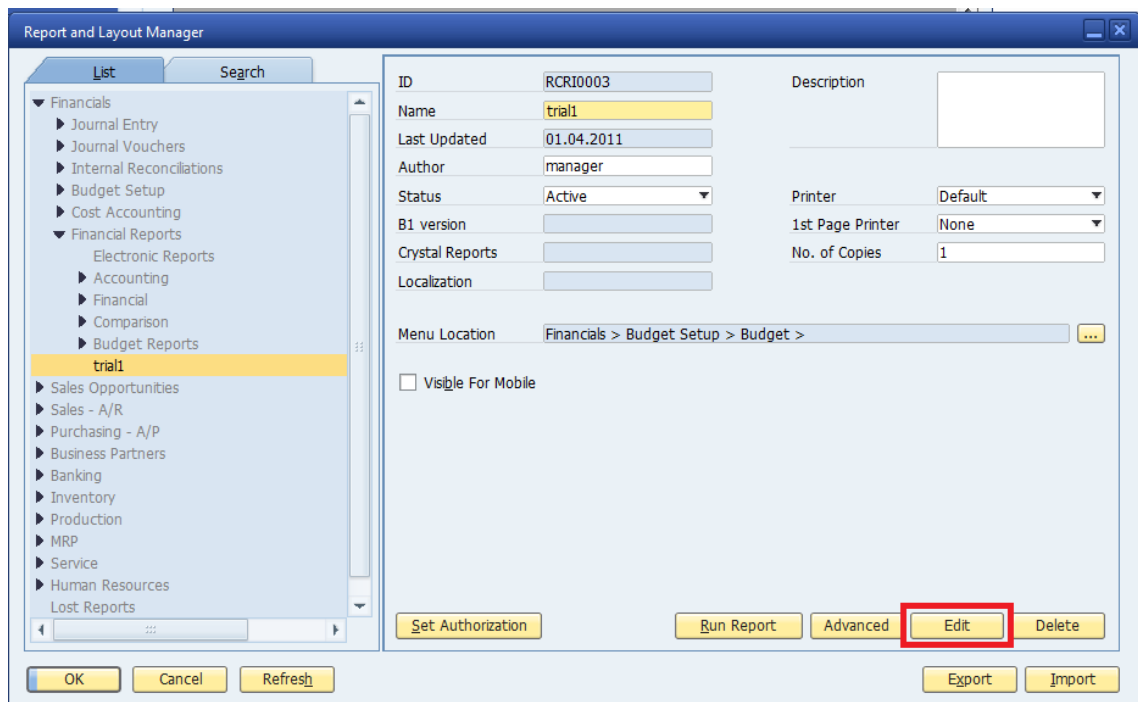 Report and Layout Manager
List
Search
Financials
Journal Entry
Journal Vouchers
Internal Reconciliations
Budget Setup
Cost Accounting
Financial Reports
Electronic Reports
Accounting
Financial
Comparison
Budget Reports
trial1
Sales Opportunities
Sales - A/R
Purchasing - A/P
Business Partners
Banking
Inventory
Production
MRP
Service
Human Resources
Lost Reports
ID RCRI0003
Name trial1
Last Updated 01.04.2011
Author manager
Status Active
B1 version
Crystal Reports
Localization
Description
Printer Default
1st Page Printer None
No. of Copies 1
Menu Location Financials > Budget Setup > Budget >
...
Visible For Mobile
Set Authorization Run Report Advanced Edit Delete
OK Cancel Refresh Export Import